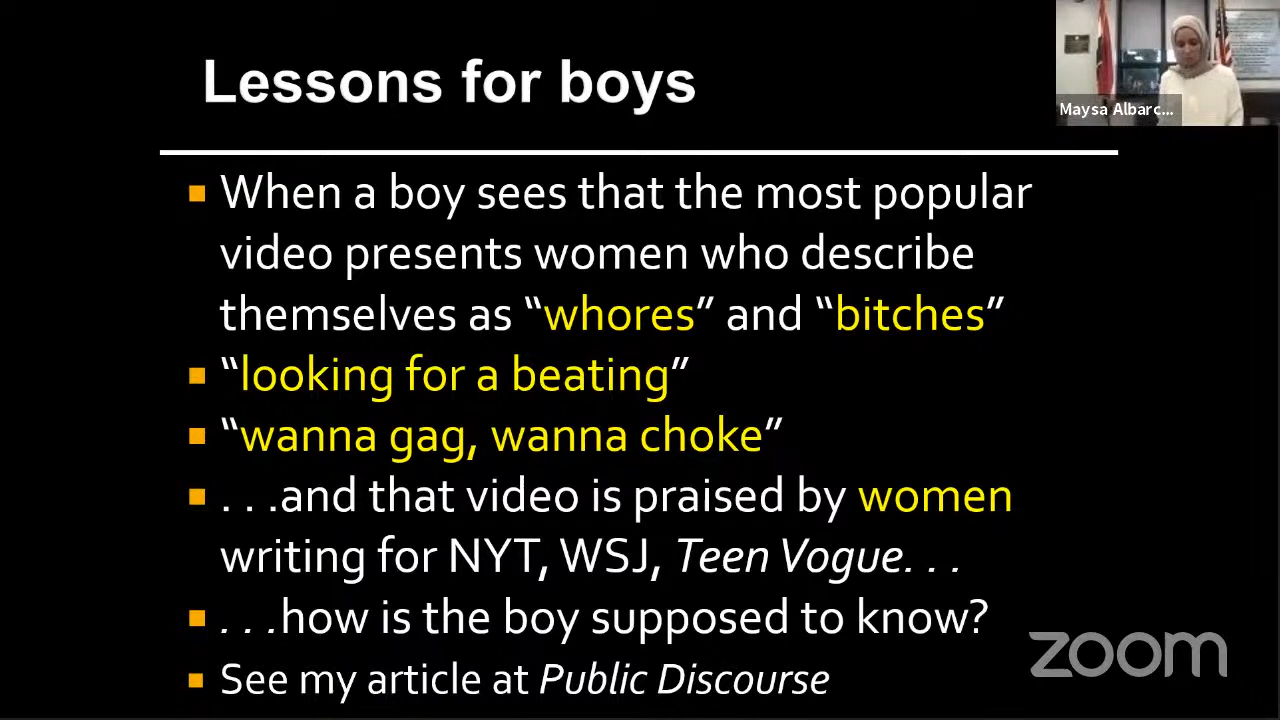 Lessons for boys
Maysa Albarc...
When a boy sees that the most popular
video presents women who describe
themselves as “whores” and “bitches”
“looking for a beating”
“wanna gag, wanna choke”
. . .and that video is praised by women
writing for NYT, WSJ, Teen Vogue. . .
. . .how is the boy supposed to know?
See my article at Public Discourse
zoom